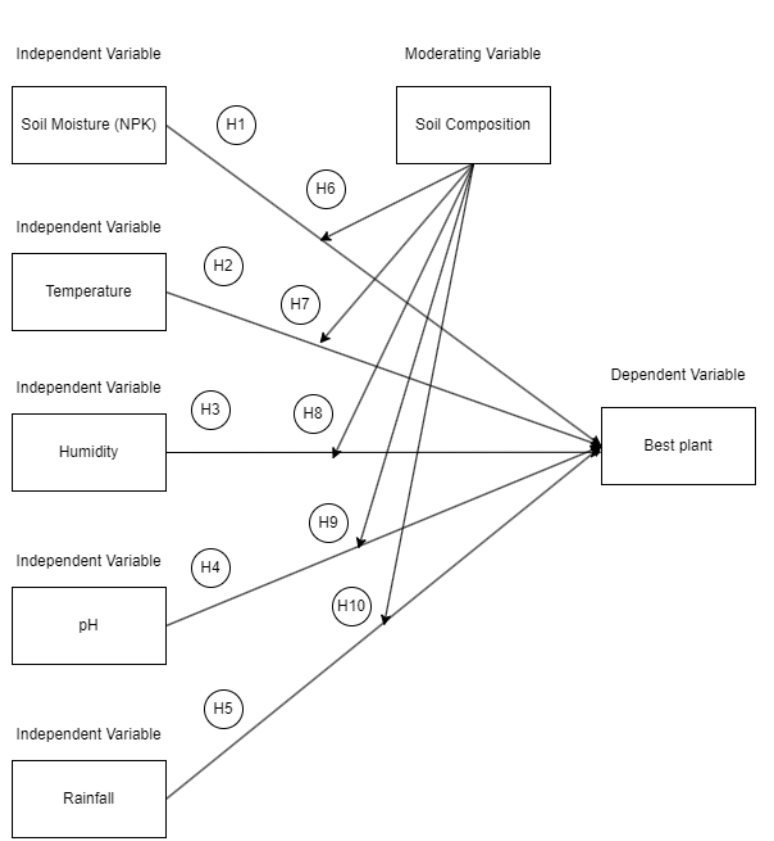 Independent Variable
Moderating Variable
Soil Moisture (NPK)
H1
Soil Composition
H6
Independent Variable
Temperature
H2
H7
Independent Variable
Dependent Variable
Humidity
H3
H8
Best plant
Independent Variable
pH
H4
H9
H10
Independent Variable
Rainfall
H5